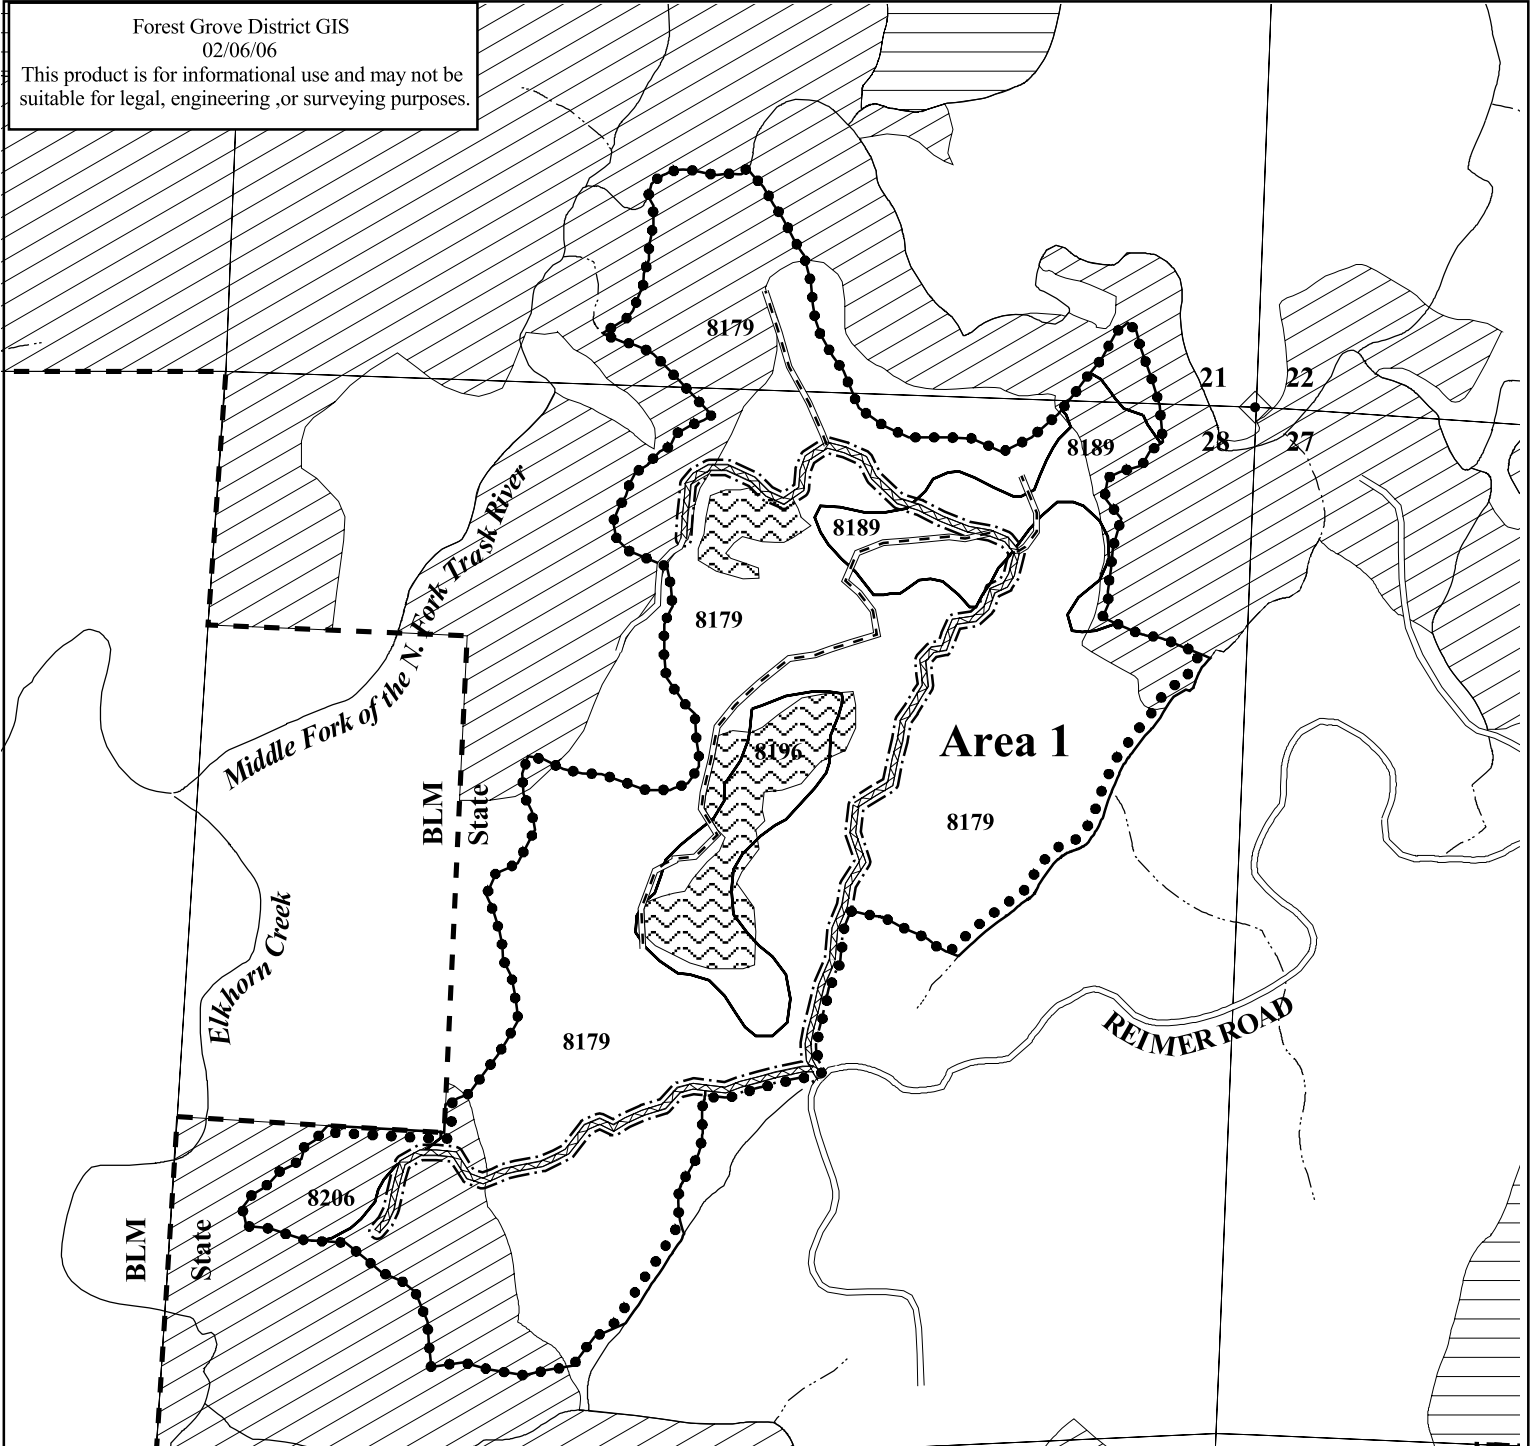 Forest Grove District GIS
02/06/06
This product is for informational use and may not be
suitable for legal, engineering ,or surveying purposes.
8179
21
22
28
27
8189
8189
Middle Fork of the N. Fork Trask River
8179
Area 1
8196
BLM
State
8179
Elkhorn Creek
REIMER ROAD
8179
8206
BLM
State